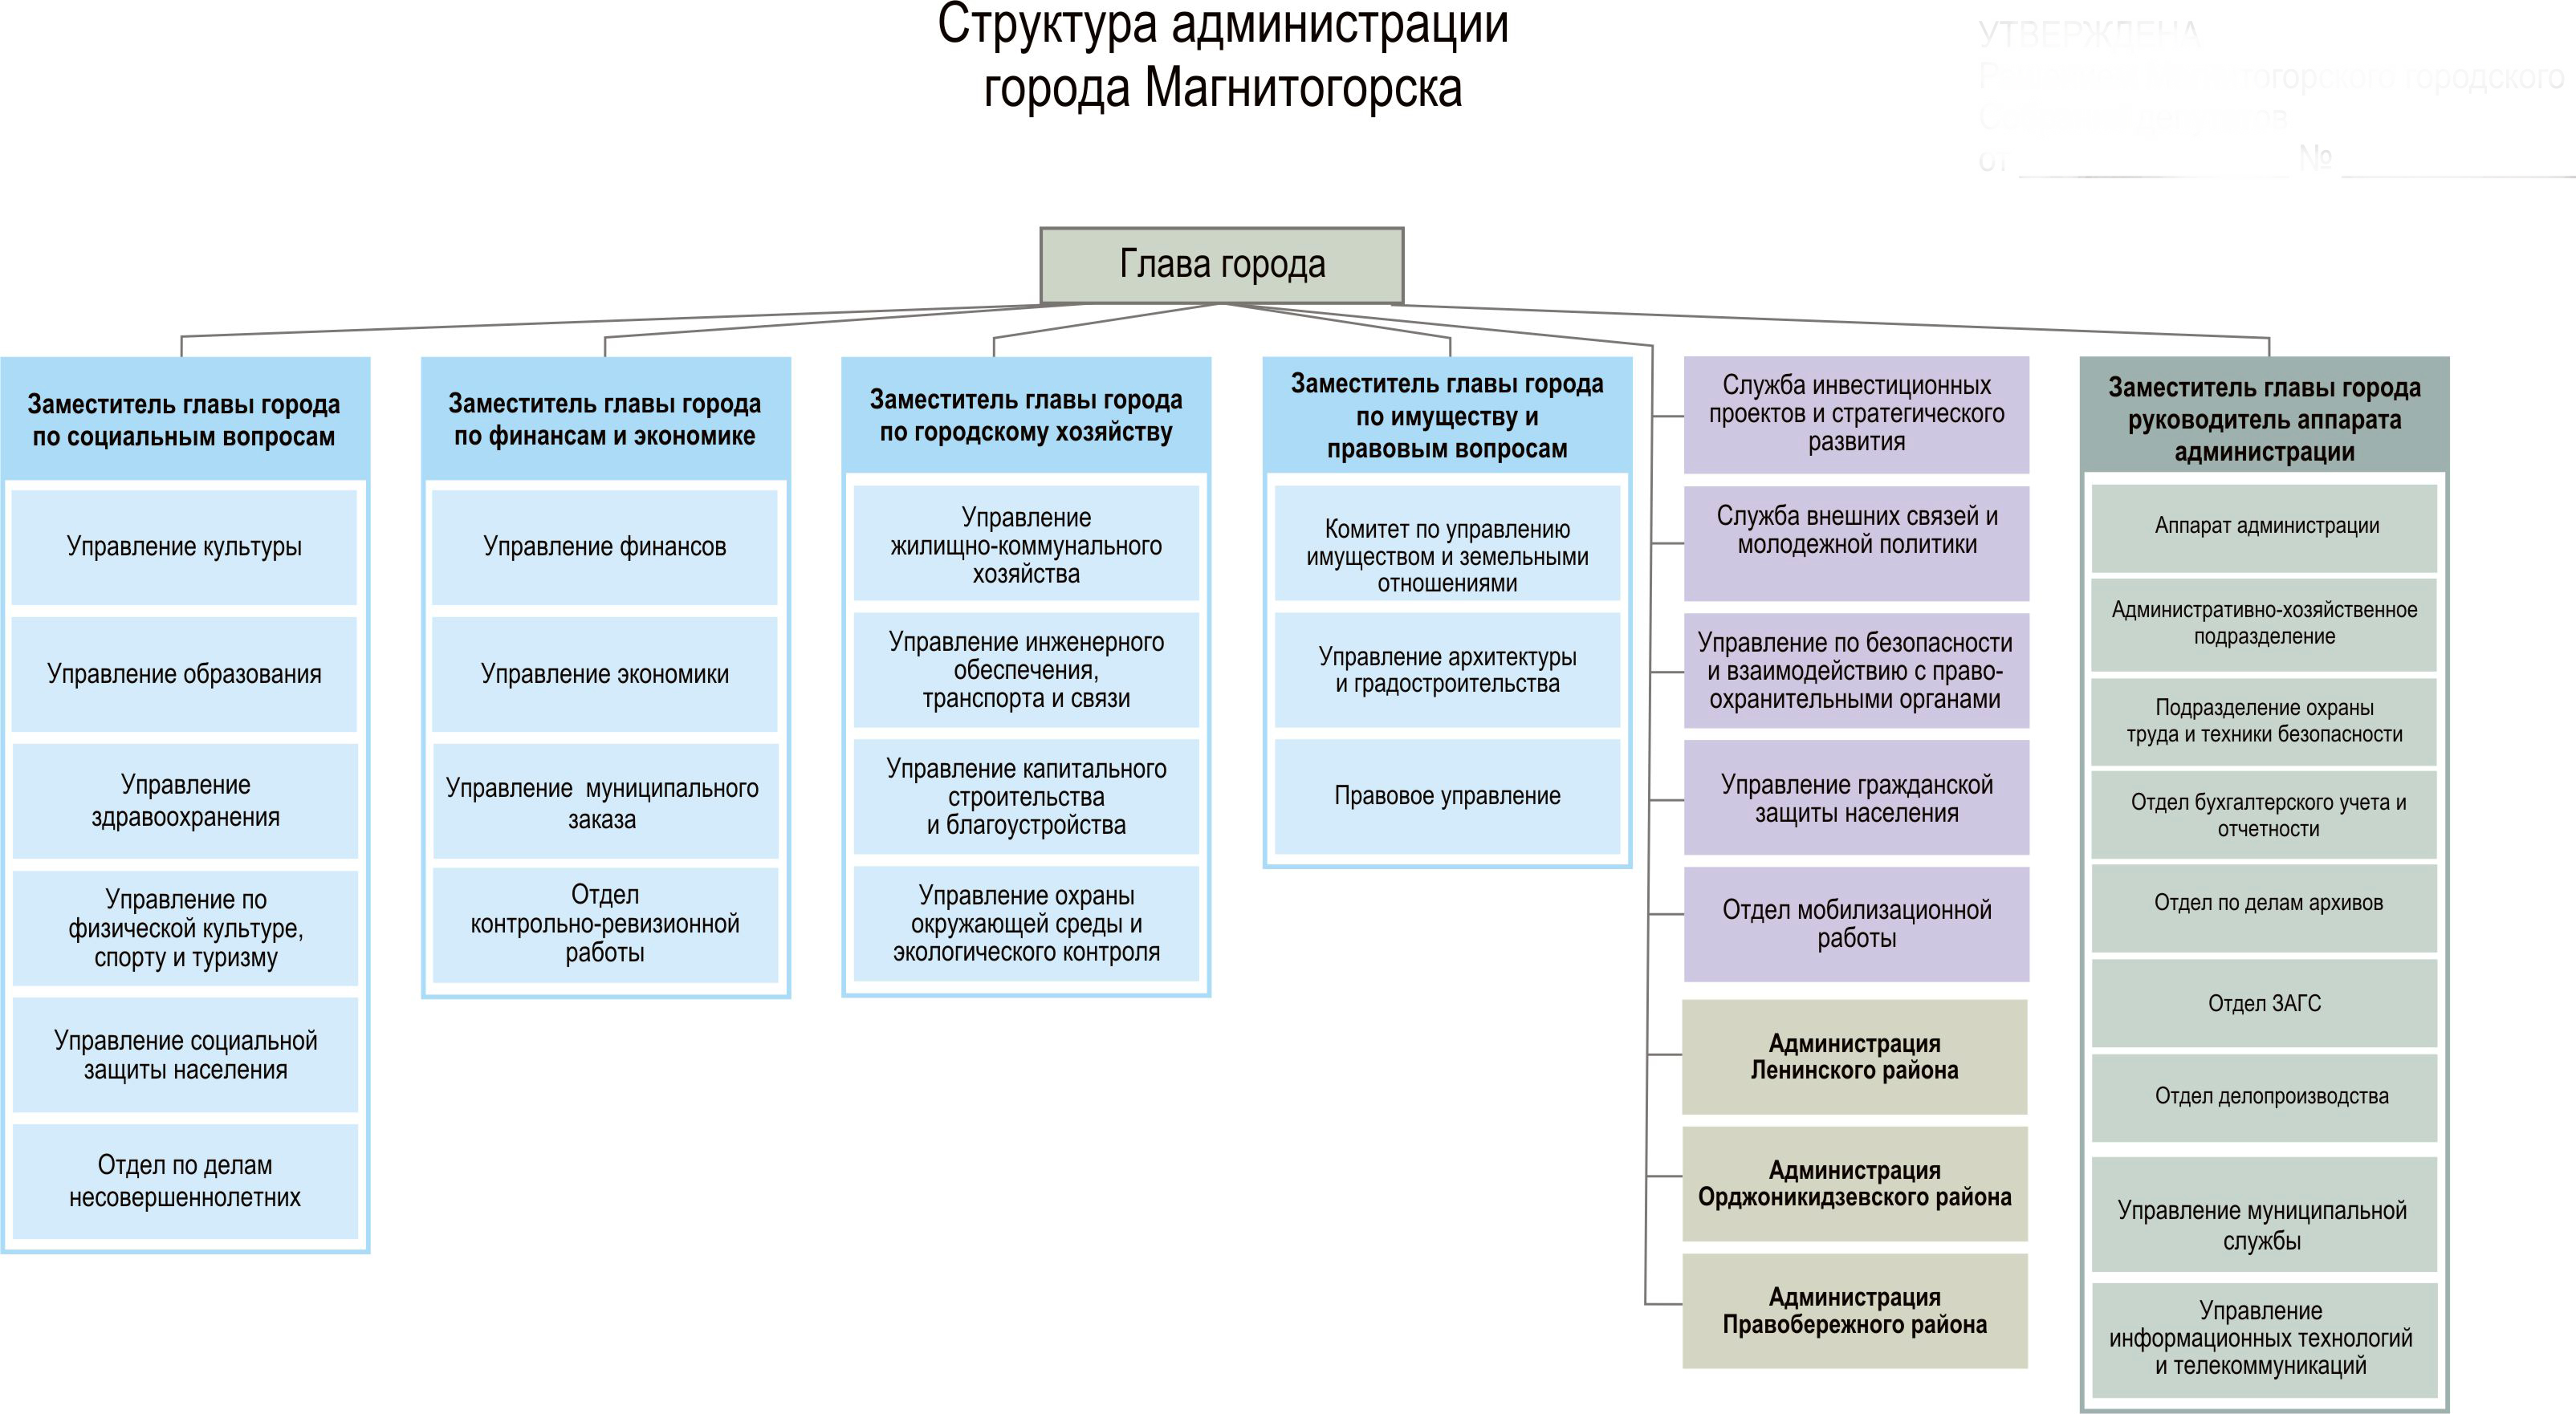 Структура администрации
города Магнитогорска
УТВЕРЖДЕНА
городского
от №
Глава города
Заместитель главы города
по социальным вопросам
Управление культуры
Управление образования
Управление
здравоохранения
Управление по
физической культуре,
спорту и туризму
Управление социальной
защиты населения
Отдел по делам
несовершеннолетних
Заместитель главы города
по финансам и экономике
Управление финансов
Управление экономики
Управление муниципального
заказа
Отдел
контрольно-ревизионной
работы
Заместитель главы города
по городскому хозяйству
Управление
жилищно-коммунального
хозяйства
Управление инженерного
обеспечения,
транспорта и связи
Управление капитального
строительства
и благоустройства
Управление охраны
окружающей среды и
экологического контроля
Заместитель главы города
по имуществу и
правовым вопросам
Комитет по управлению
имуществом и земельными
отношениями
Управление архитектуры
и градостроительства
Правовое управление
Служба инвестиционных
проектов и стратегического
развития
Служба внешних связей и
молодежной политики
Управление по безопасности
и взаимодействию с право-
охранительными органами
Управление гражданской
защиты населения
Отдел мобилизационной
работы
Администрация
Ленинского района
Администрация
Орджоникидзевского района
Администрация
Правобережного района
Заместитель главы города
руководитель аппарата
администрации
Аппарат администрации
Административно-хозяйственное
подразделение
Подразделение охраны
труда и техники безопасности
Отдел бухгалтерского учета и
отчетности
Отдел по делам архивов
Отдел ЗАГС
Отдел делопроизводства
Управление муниципальной
службы
Управление
информационных технологий
и телекоммуникаций